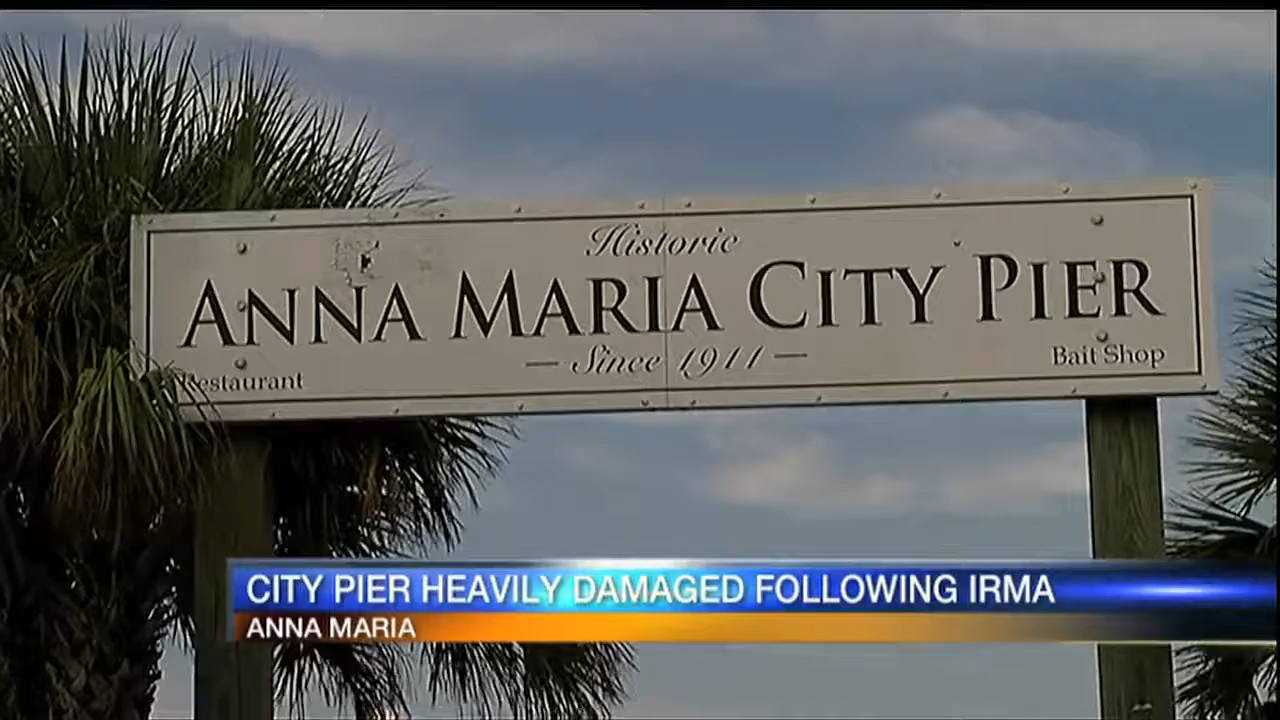 Historic
ANNA MARIA CITY PIER
— Since 1911 —
Restaurant
Bait Shop
CITY PIER HEAVILY DAMAGED FOLLOWING IRMA
ANNA MARIA